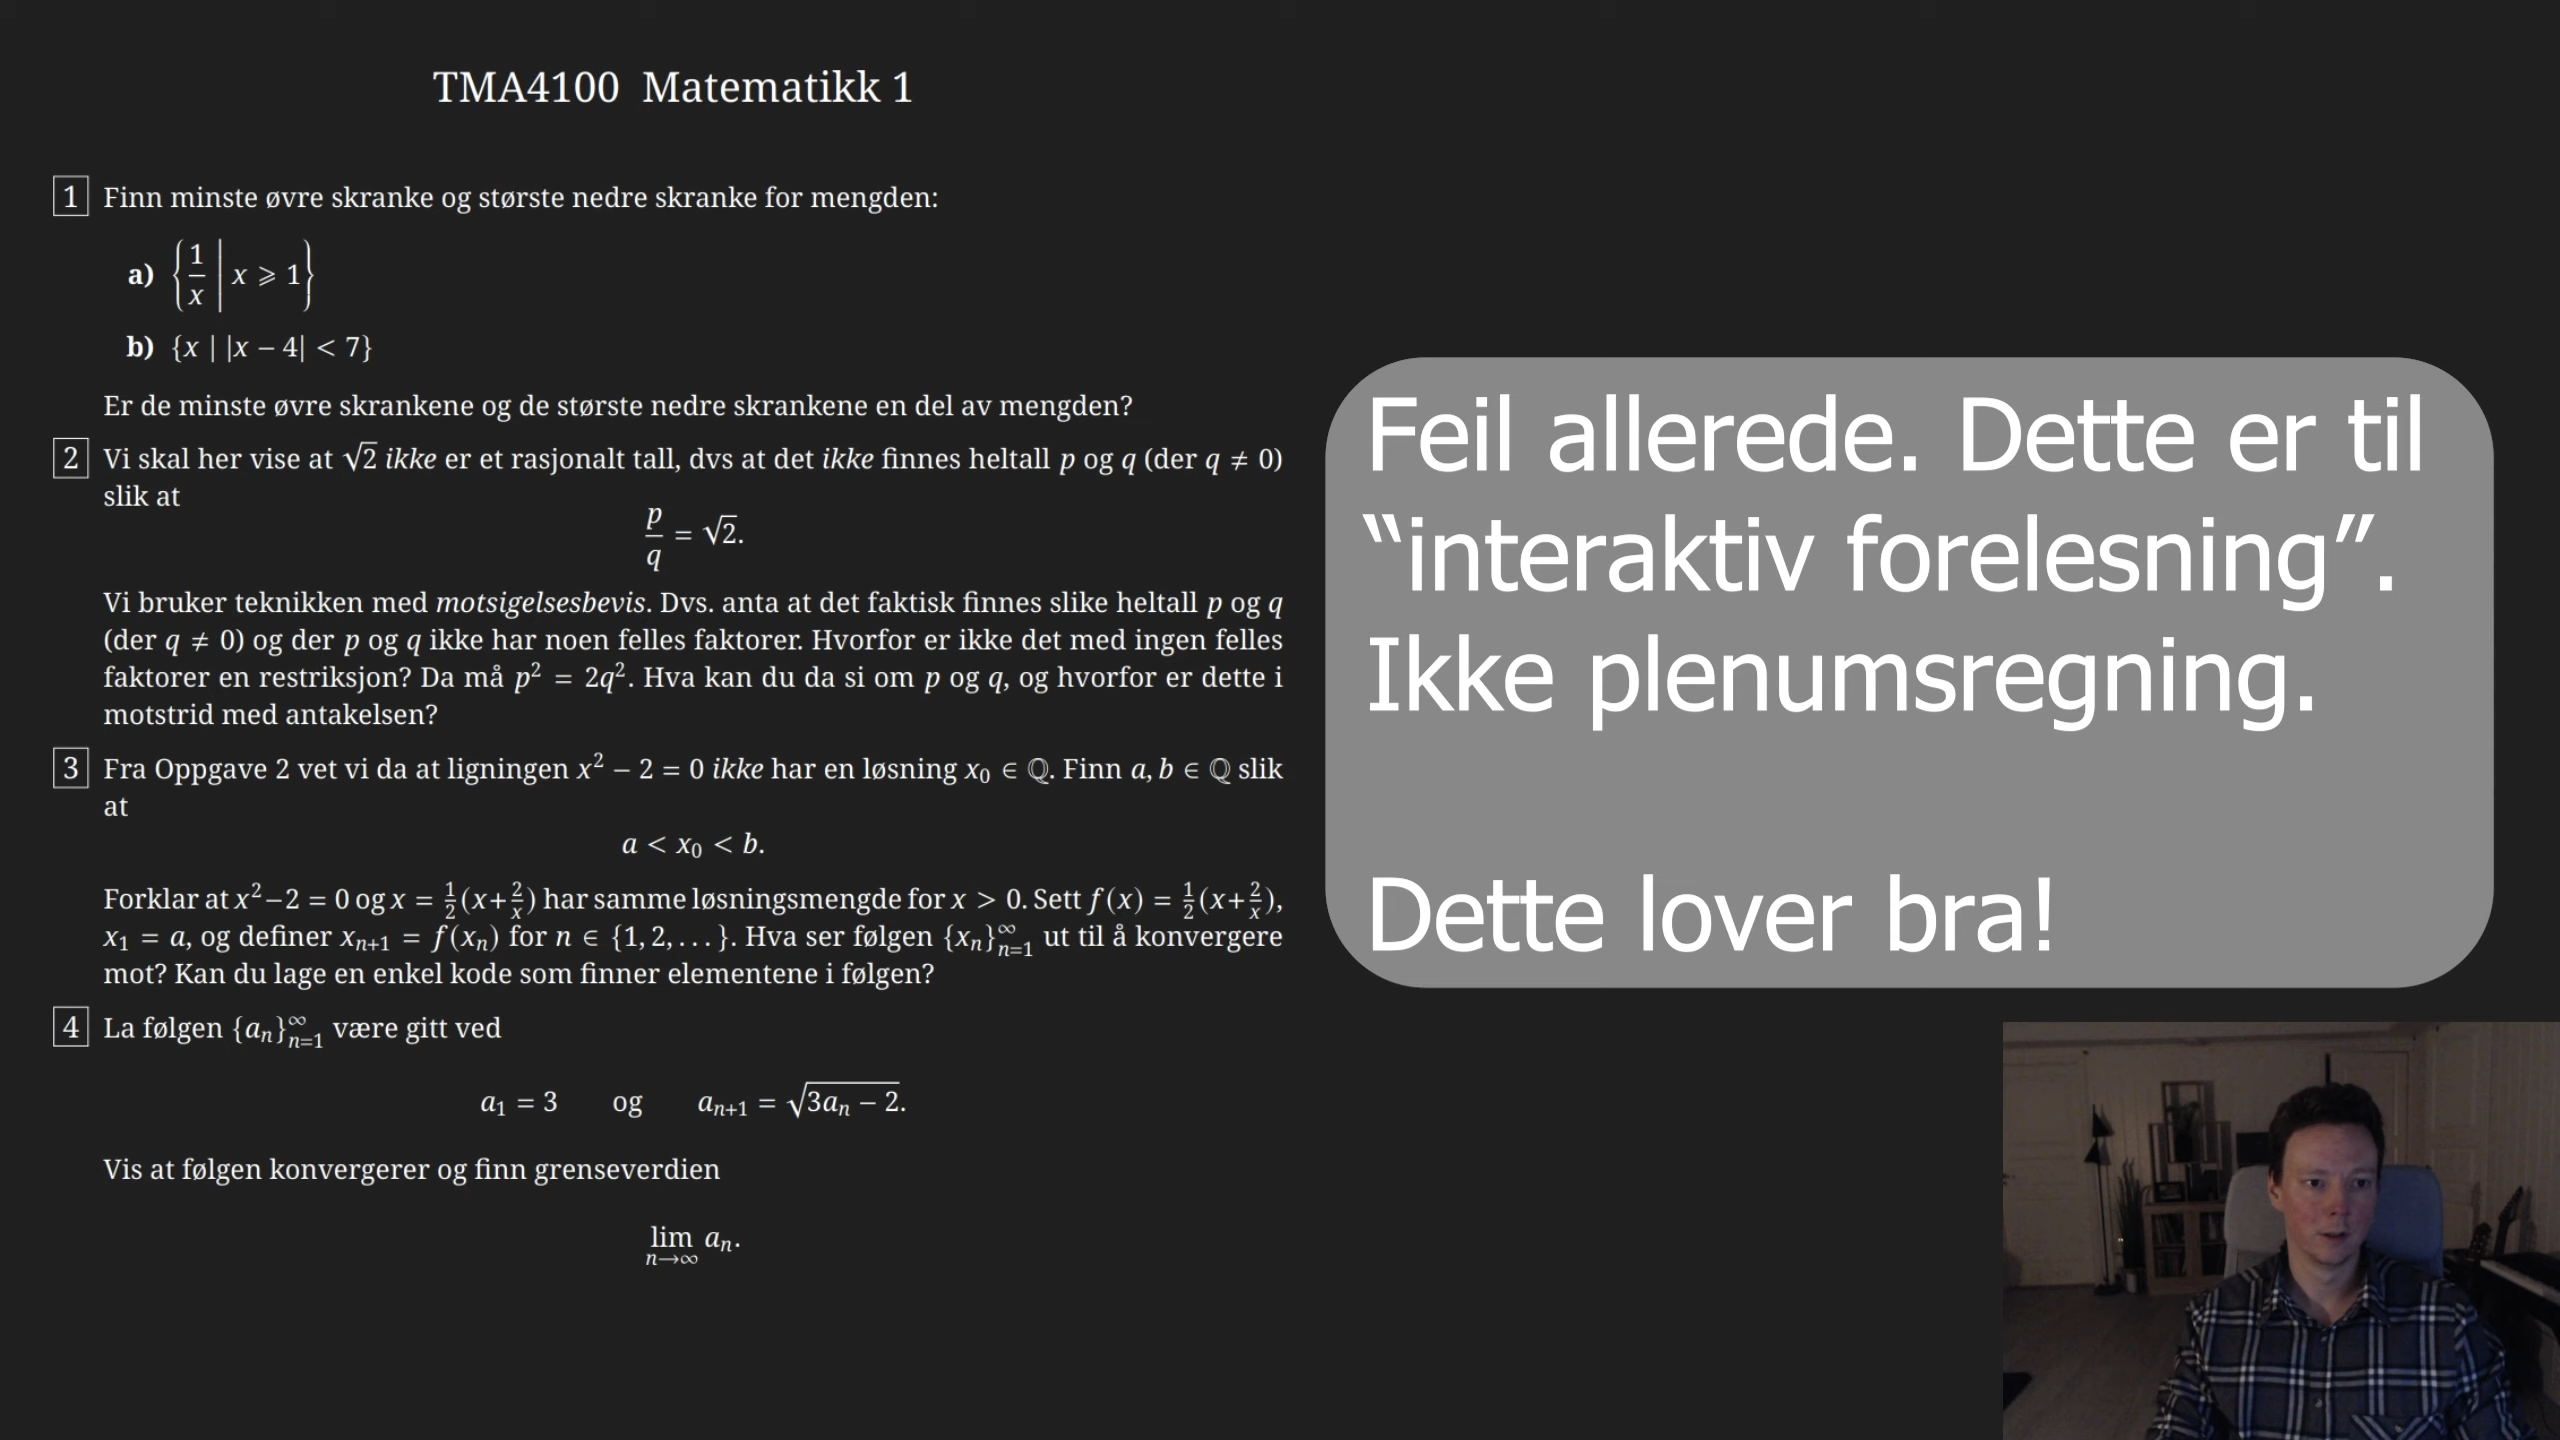 TMA4100 Matematikk 1
1 Finn minste øvre skranke og største nedre skranke for mengden:
a) {1/x | x ⩾ 1}
b) {x | |x − 4| < 7}
Er de minste øvre skrankene og de største nedre skrankene en del av mengden?
2 Vi skal her vise at √2 ikke er et rasjonalt tall, dvs at det ikke finnes heltall p og q (der q ≠ 0)
slik at
p/q = √2.
Vi bruker teknikken med motsigelsesbevis. Dvs. anta at det faktisk finnes slike heltall p og q
(der q ≠ 0) og der p og q ikke har noen felles faktorer. Hvorfor er ikke det med ingen felles
faktorer en restriksjon? Da må p² = 2q². Hva kan du da si om p og q, og hvorfor er dette i
motstrid med antakelsen?
3 Fra Oppgave 2 vet vi da at ligningen x² − 2 = 0 ikke har en løsning x₀ ∈ ℚ. Finn a, b ∈ ℚ slik
at
a < x₀ < b.
Forklar at x² − 2 = 0 og x = ½(x + 2/x) har samme løsningsmengde for x > 0. Sett f(x) = ½(x + 2/x),
x₁ = a, og definer xₙ₊₁ = f(xₙ) for n ∈ {1, 2, . . . }. Hva ser følgen {xₙ}∞ₙ₌₁ ut til å konvergere
mot? Kan du lage en enkel kode som finner elementene i følgen?
4 La følgen {aₙ}∞ₙ₌₁ være gitt ved
a₁ = 3 og aₙ₊₁ = √(3aₙ − 2).
Vis at følgen konvergerer og finn grenseverdien
lim n→∞ aₙ.
Feil allerede. Dette er til
“interaktiv forelesning”.
Ikke plenumsregning.
Dette lover bra!